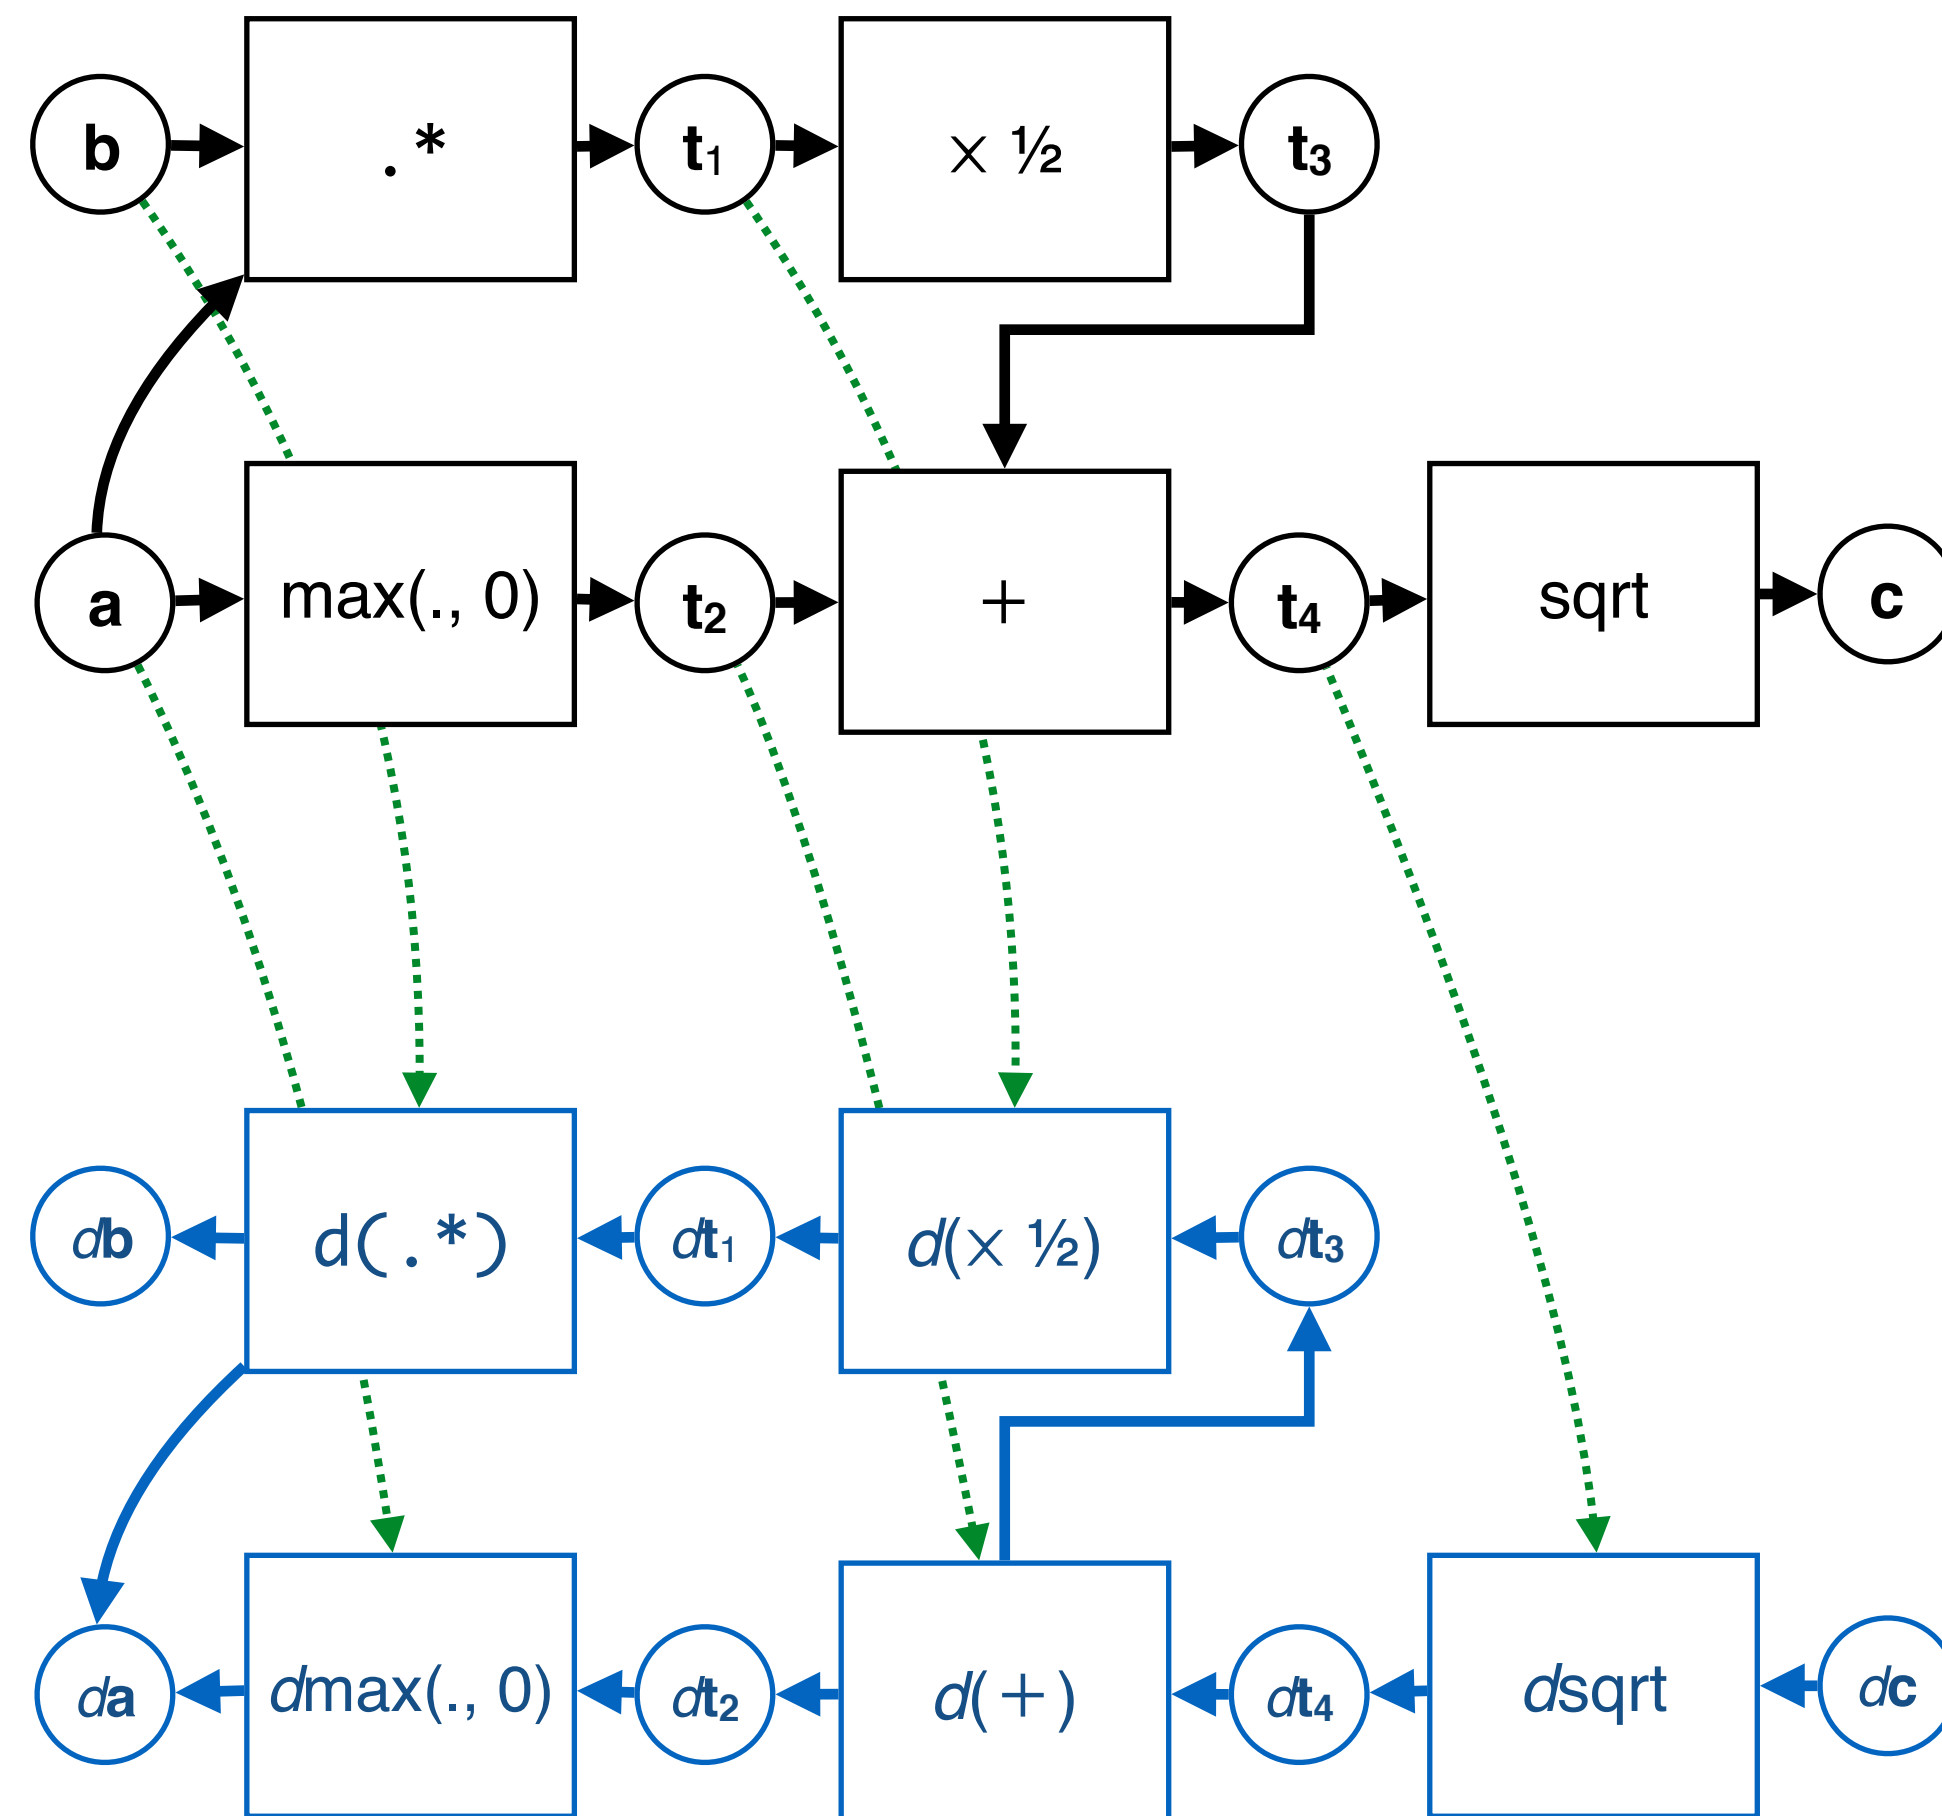 b
.*
t₁
× ½
t₃
a
max(., 0)
t₂
+
t₄
sqrt
c
db
d(.*)
dt₁
d(× ½)
dt₃
da
dmax(., 0)
dt₂
d(+)
dt₄
dsqrt
dc